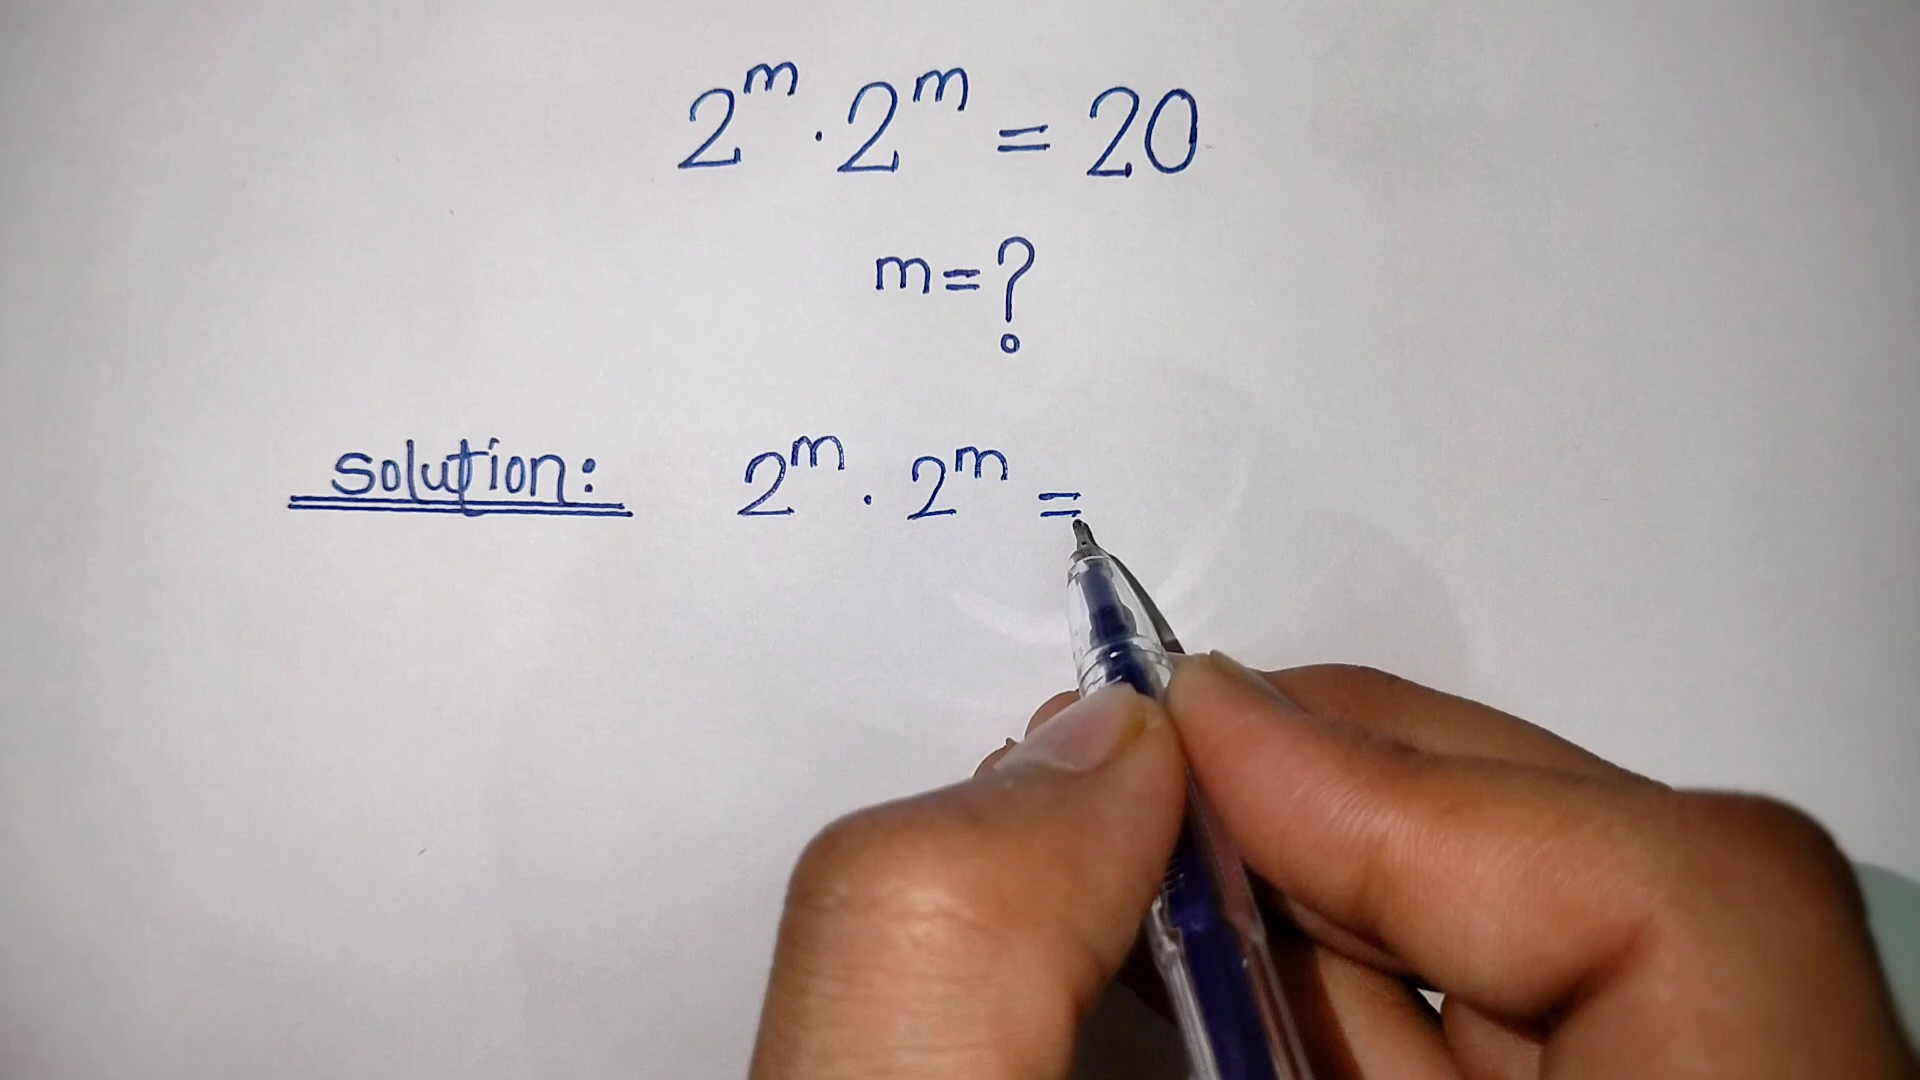 2^m · 2^m = 20
m = ?
Solution: 2^m · 2^m =